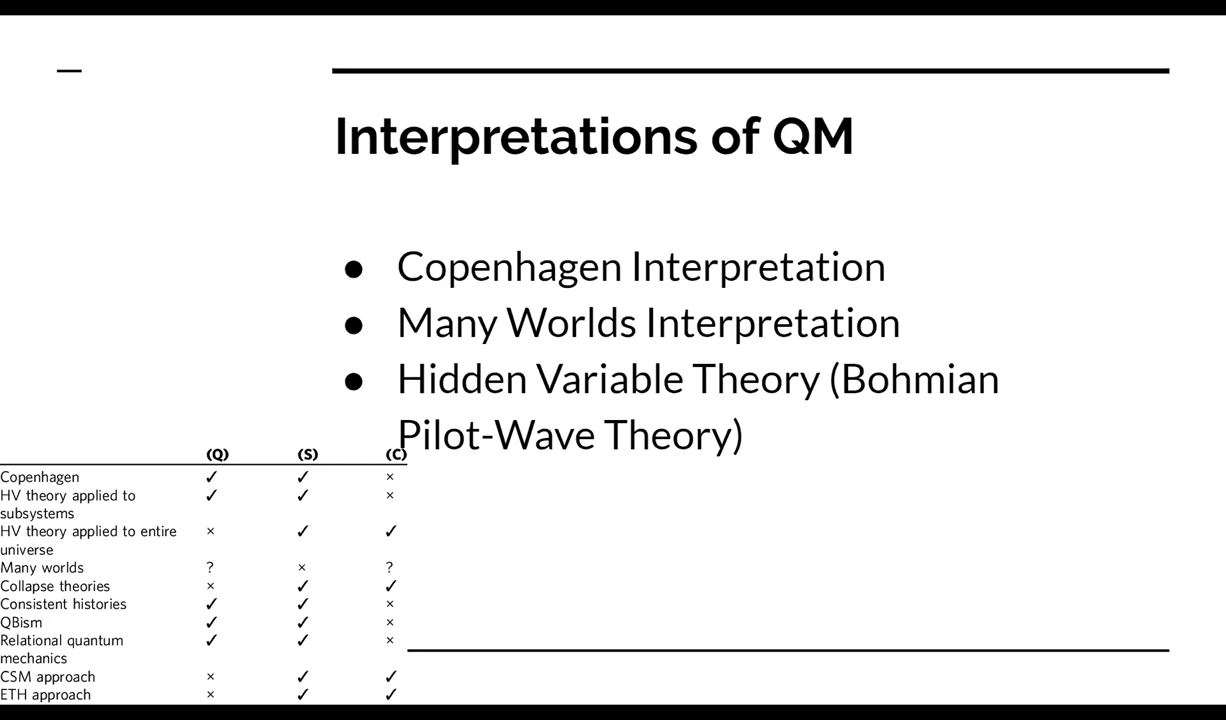 Interpretations of QM
● Copenhagen Interpretation
● Many Worlds Interpretation
● Hidden Variable Theory (Bohmian
Pilot-Wave Theory)
(Q) (S) (C)
Copenhagen ✓ ✓ ×
HV theory applied to ✓ ✓ ×
subsystems
HV theory applied to entire × ✓ ✓
universe
Many worlds ? × ?
Collapse theories × ✓ ✓
Consistent histories ✓ ✓ ×
QBism ✓ ✓ ×
Relational quantum ✓ ✓ ×
mechanics
CSM approach × ✓ ✓
ETH approach × ✓ ✓